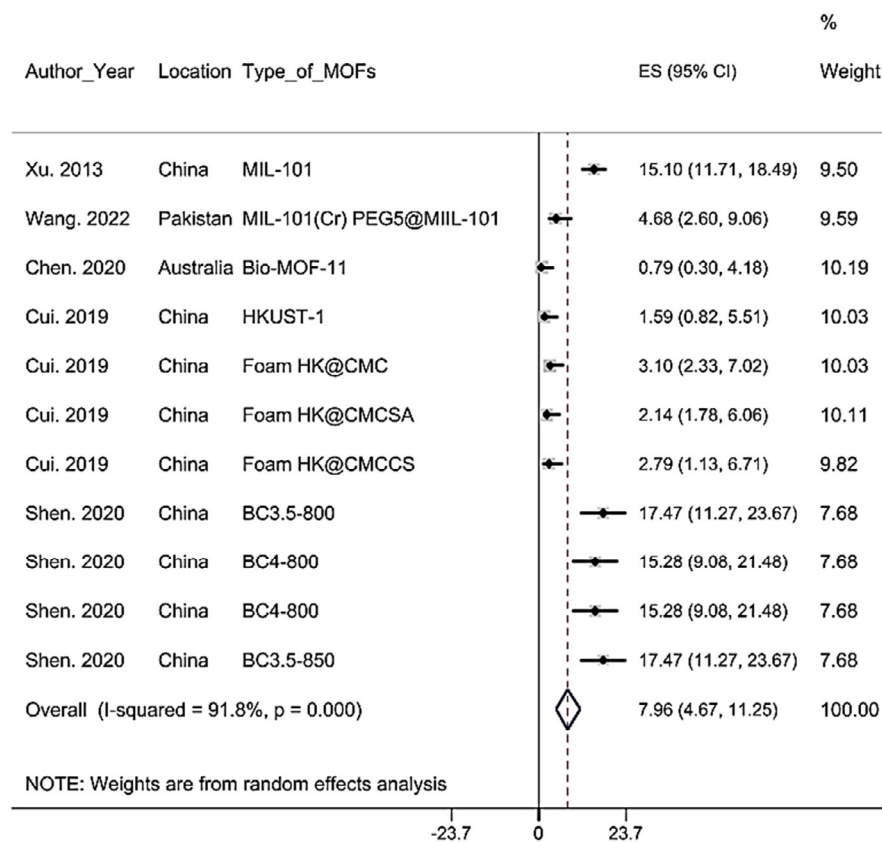 %
Author_Year Location Type_of_MOFs ES (95% CI) Weight
Xu. 2013 China MIL-101 15.10 (11.71, 18.49) 9.50
Wang. 2022 Pakistan MIL-101(Cr) PEG5@MIIL-101 4.68 (2.60, 9.06) 9.59
Chen. 2020 Australia Bio-MOF-11 0.79 (0.30, 4.18) 10.19
Cui. 2019 China HKUST-1 1.59 (0.82, 5.51) 10.03
Cui. 2019 China Foam HK@CMC 3.10 (2.33, 7.02) 10.03
Cui. 2019 China Foam HK@CMCSA 2.14 (1.78, 6.06) 10.11
Cui. 2019 China Foam HK@CMCCS 2.79 (1.13, 6.71) 9.82
Shen. 2020 China BC3.5-800 17.47 (11.27, 23.67) 7.68
Shen. 2020 China BC4-800 15.28 (9.08, 21.48) 7.68
Shen. 2020 China BC4-800 15.28 (9.08, 21.48) 7.68
Shen. 2020 China BC3.5-850 17.47 (11.27, 23.67) 7.68
Overall (I-squared = 91.8%, p = 0.000) 7.96 (4.67, 11.25) 100.00
NOTE: Weights are from random effects analysis
-23.7 0 23.7